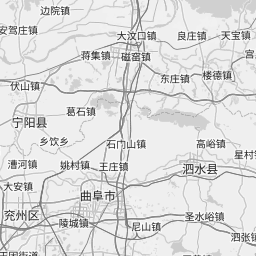 边院镇
安驾庄镇
大汶口镇
良庄镇
天宝镇
蒋集镇
磁窑镇
宫
东庄镇
楼德镇
伏山镇
葛石镇
宁阳县
乡饮乡
石门山镇
高峪镇
星村
漕河镇
姚村镇
王庄镇
泗水县
大安镇
曲阜市
兖州区
陵城镇
圣水峪镇
尼山镇
泗张镇